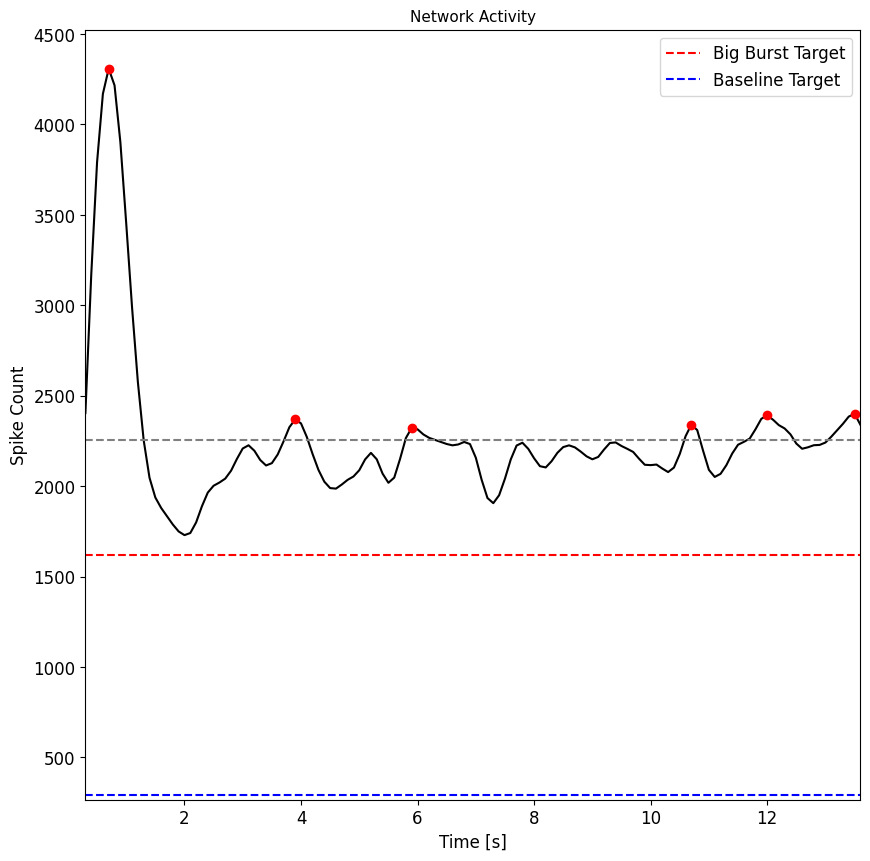 Network Activity
Big Burst Target
Baseline Target
Spike Count
4500
4000
3500
3000
2500
2000
1500
1000
500
2 4 6 8 10 12
Time [s]